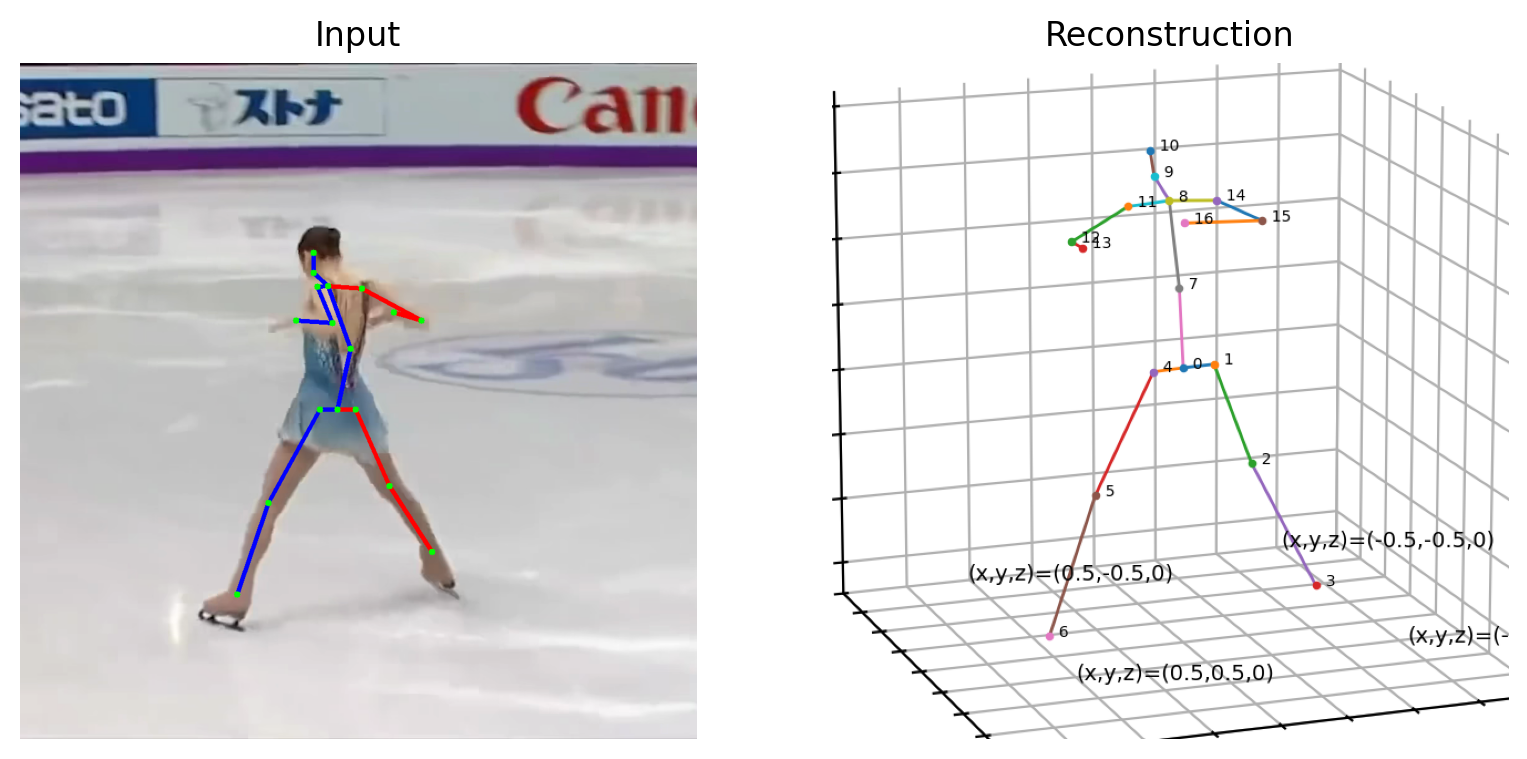 Input
Reconstruction
sato
ストナ
Can
10
9
8
14
11
16
15
12
13
7
4
0
1
2
5
(x,y,z)=(-0.5,-0.5,0)
(x,y,z)=(0.5,-0.5,0)
3
6
(x,y,z)=(-
(x,y,z)=(0.5,0.5,0)